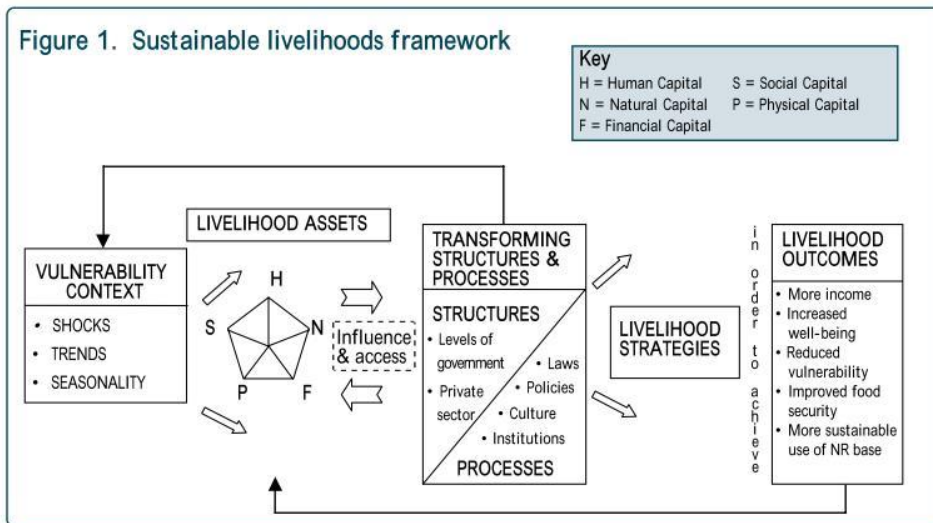 Figure 1. Sustainable livelihoods framework
Key
H = Human Capital S = Social Capital
N = Natural Capital P = Physical Capital
F = Financial Capital
LIVELIHOOD ASSETS
VULNERABILITY
CONTEXT
• SHOCKS
• TRENDS
• SEASONALITY
H
S
N
P
F
Influence
& access
TRANSFORMING
STRUCTURES &
PROCESSES
STRUCTURES
• Levels of
government
• Private
sector
• Laws
• Policies
• Culture
• Institutions
PROCESSES
LIVELIHOOD
STRATEGIES
in order to achieve
LIVELIHOOD
OUTCOMES
• More income
• Increased
well-being
• Reduced
vulnerability
• Improved food
security
• More sustainable
use of NR base